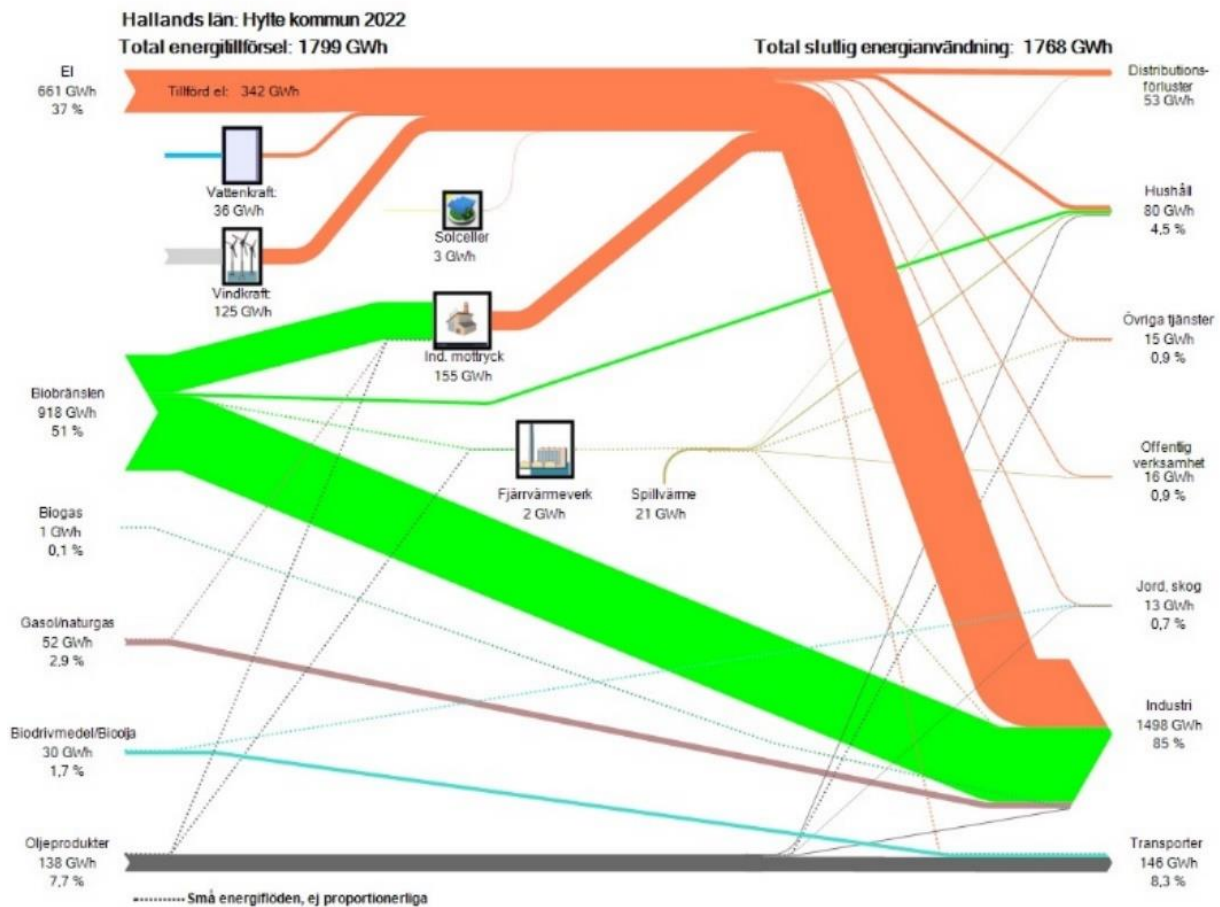 Hallands län: Hylte kommun 2022
Total energitillförsel: 1799 GWh
Total slutlig energianvändning: 1768 GWh
El
661 GWh
37 %
Tillförd el: 342 GWh
Vattenkraft:
36 GWh
Solceller
3 GWh
Vindkraft:
125 GWh
Ind. mottryck
155 GWh
Biobränslen
918 GWh
51 %
Fjärrvärmeverk
2 GWh
Spillvärme
21 GWh
Biogas
1 GWh
0,1 %
Gasol/naturgas
52 GWh
2,9 %
Biodrivmedel/Bioolja
30 GWh
1,7 %
Oljeprodukter
138 GWh
7,7 %
Distributions-
förluster
53 GWh
Hushåll
80 GWh
4,5 %
Övriga tjänster
15 GWh
0,9 %
Offentlig
verksamhet
16 GWh
0,9 %
Jord, skog
13 GWh
0,7 %
Industri
1498 GWh
85 %
Transporter
146 GWh
8,3 %
Små energiflöden, ej proportionerliga